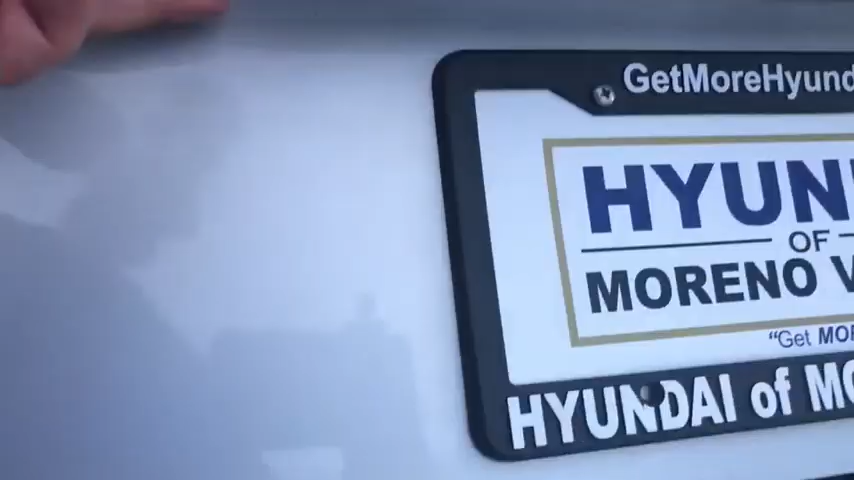 GetMoreHyund
HYUN
OF
MORENO V
"Get MOR
HYUNDAI of MO